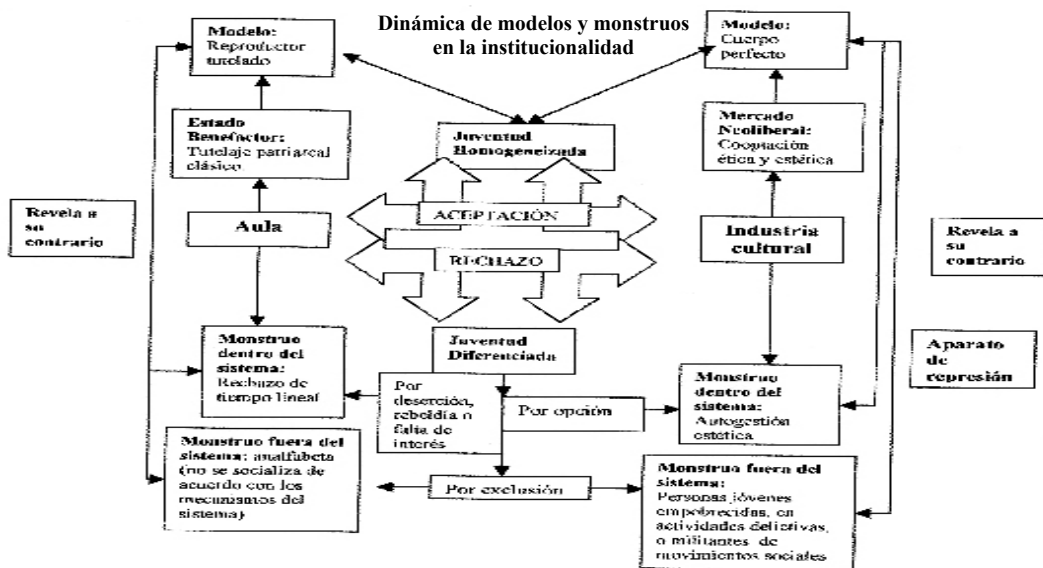 Dinámica de modelos y monstruos
en la institucionalidad
Modelo:
Reproductor
tutelado
Modelo:
Cuerpo
perfecto
Estado
Benefactor:
Tutelaje patriarcal
clásico.
Juventud
Homogeneizada
Mercado
Neoliberal:
Cooptación
ética y estética
Revela a
su
contrario
Aula
ACEPTACIÓN
RECHAZO
Industria
cultural
Revela a
su
contrario
Monstruo
dentro del
sistema:
Rechazo de
tiempo lineal
Juventud
Diferenciada
Aparato
de
represión
Por
deserción,
rebeldía o
falta de
interés
Por opción
Monstruo
dentro del
sistema:
Autogestión
estética
Monstruo fuera del
sistema: analfabeta
(no se socializa de
acuerdo con los
mecanismos del
sistema)
Por exclusión
Monstruo fuera del
sistema:
Personas jóvenes
empobrecidas, en
actividades delictivas,
o militantes de
movimientos sociales